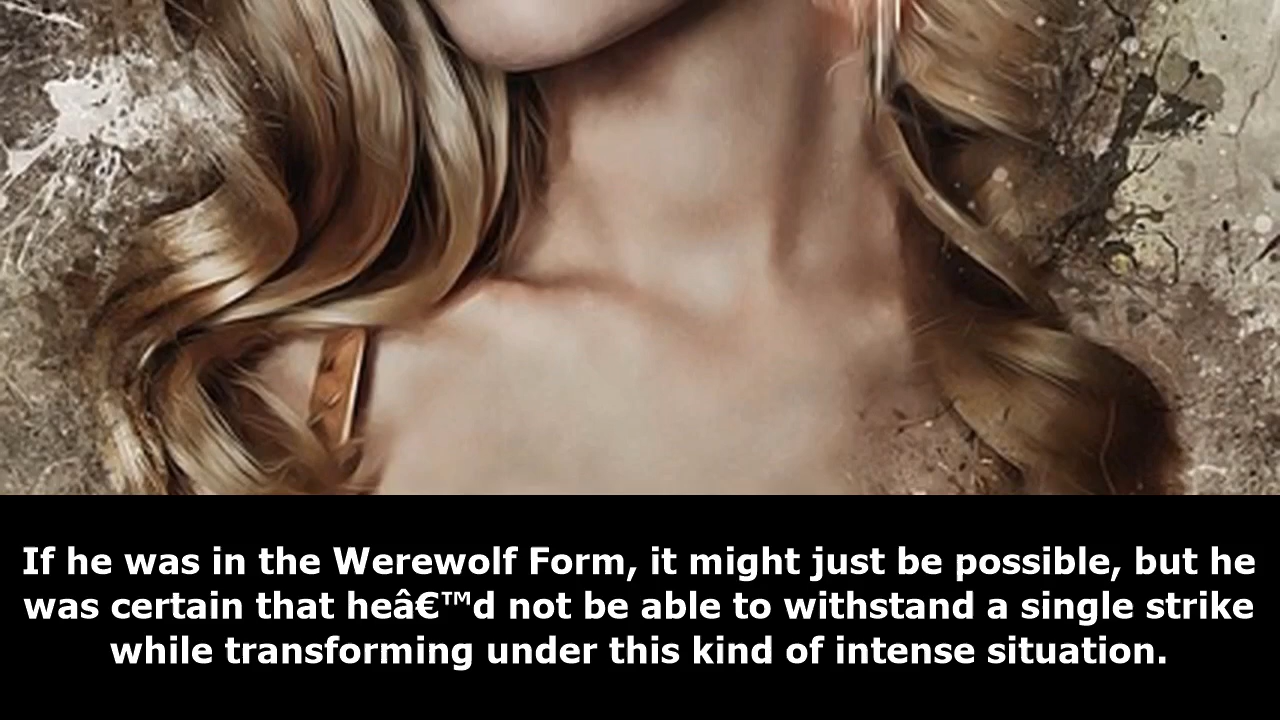 If he was in the Werewolf Form, it might just be possible, but he
was certain that heâ€™d not be able to withstand a single strike
while transforming under this kind of intense situation.